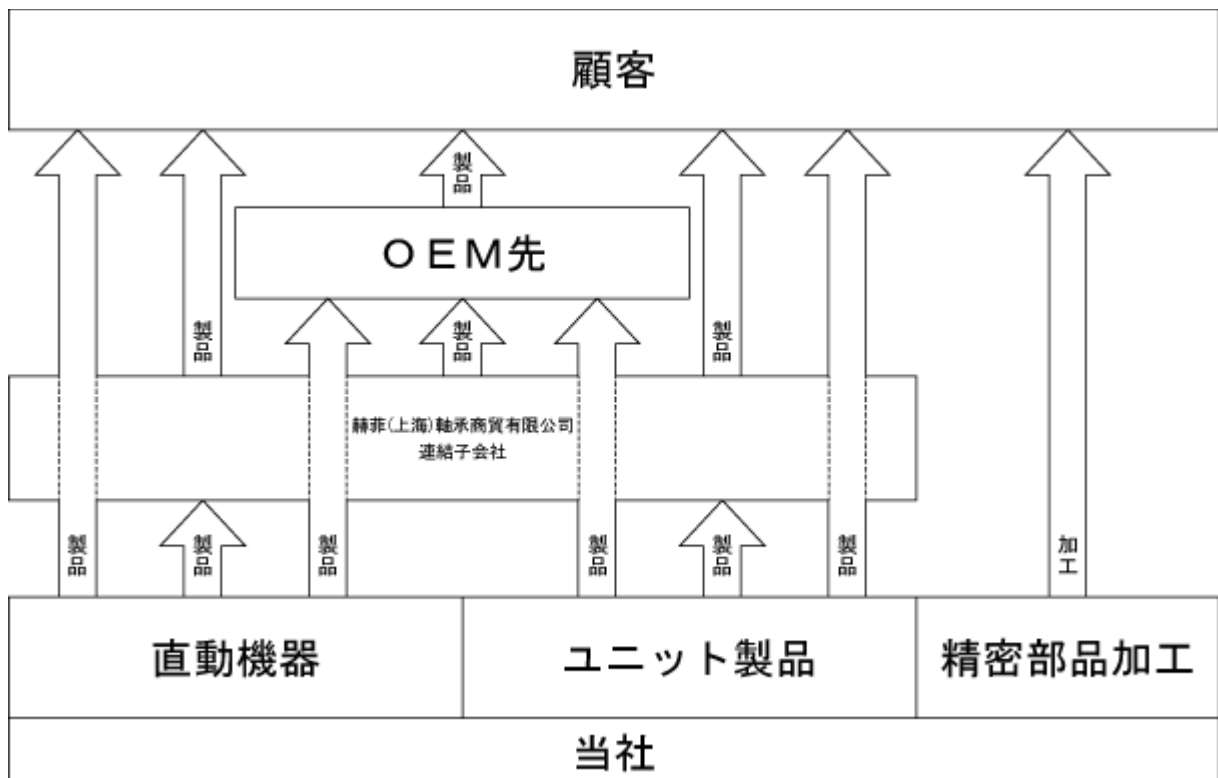 顧客
製品
OEM先
製品
製品
製品
赫菲(上海)軸承商貿有限公司
連結子会社
製品
製品
製品
製品
製品
製品
加工
直動機器
ユニット製品
精密部品加工
当社